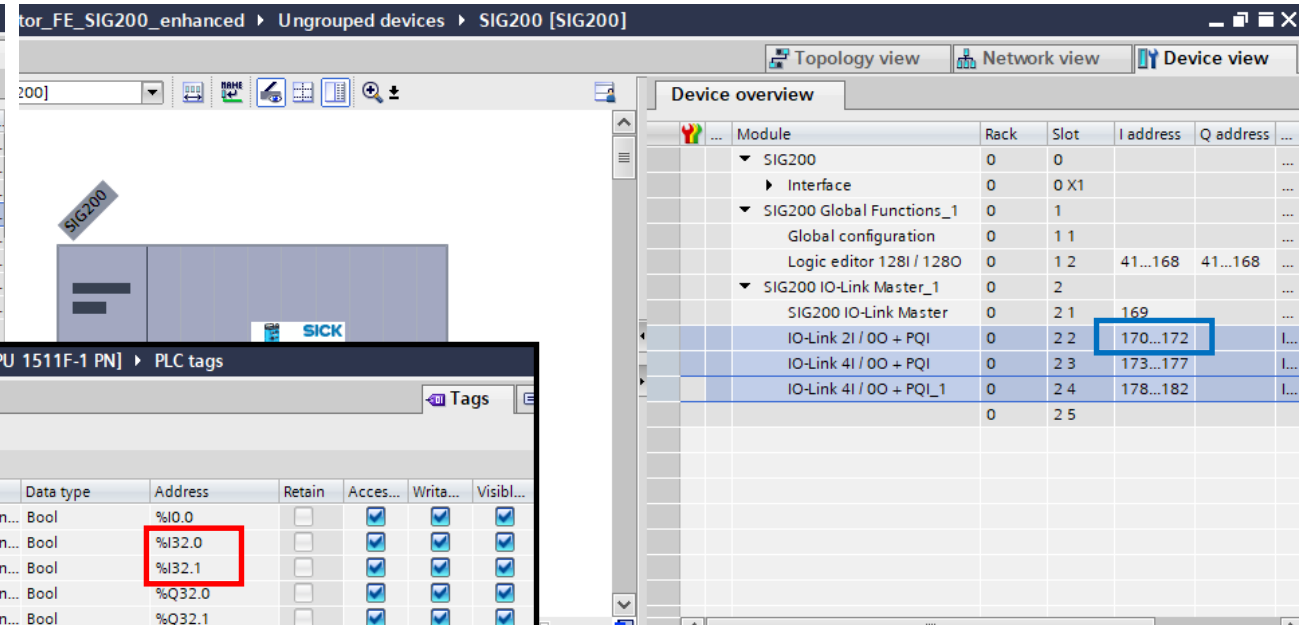 tor_FE_SIG200_enhanced ▸ Ungrouped devices ▸ SIG200 [SIG200]
Topology view Network view Device view
200]
NAME
Device overview
... Module Rack Slot I address Q address ...
SIG200 0 0 ...
Interface 0 0 X1 ...
SIG200 Global Functions_1 0 1 ...
Global configuration 0 1 1 ...
Logic editor 128I / 128O 0 1 2 41...168 41...168 ...
SIG200 IO-Link Master_1 0 2 ...
SIG200 IO-Link Master 0 2 1 169 ...
IO-Link 2I / 0O + PQI 0 2 2 170...172 I...
IO-Link 4I / 0O + PQI 0 2 3 173...177 I...
IO-Link 4I / 0O + PQI_1 0 2 4 178...182 I...
0 2 5
SIG200
SICK
PU 1511F-1 PN] ▸ PLC tags
Tags
Data type Address Retain Acces... Writa... Visibl...
n... Bool %I0.0
n... Bool %I32.0
n... Bool %I32.1
n... Bool %Q32.0
n... Bool %Q32.1